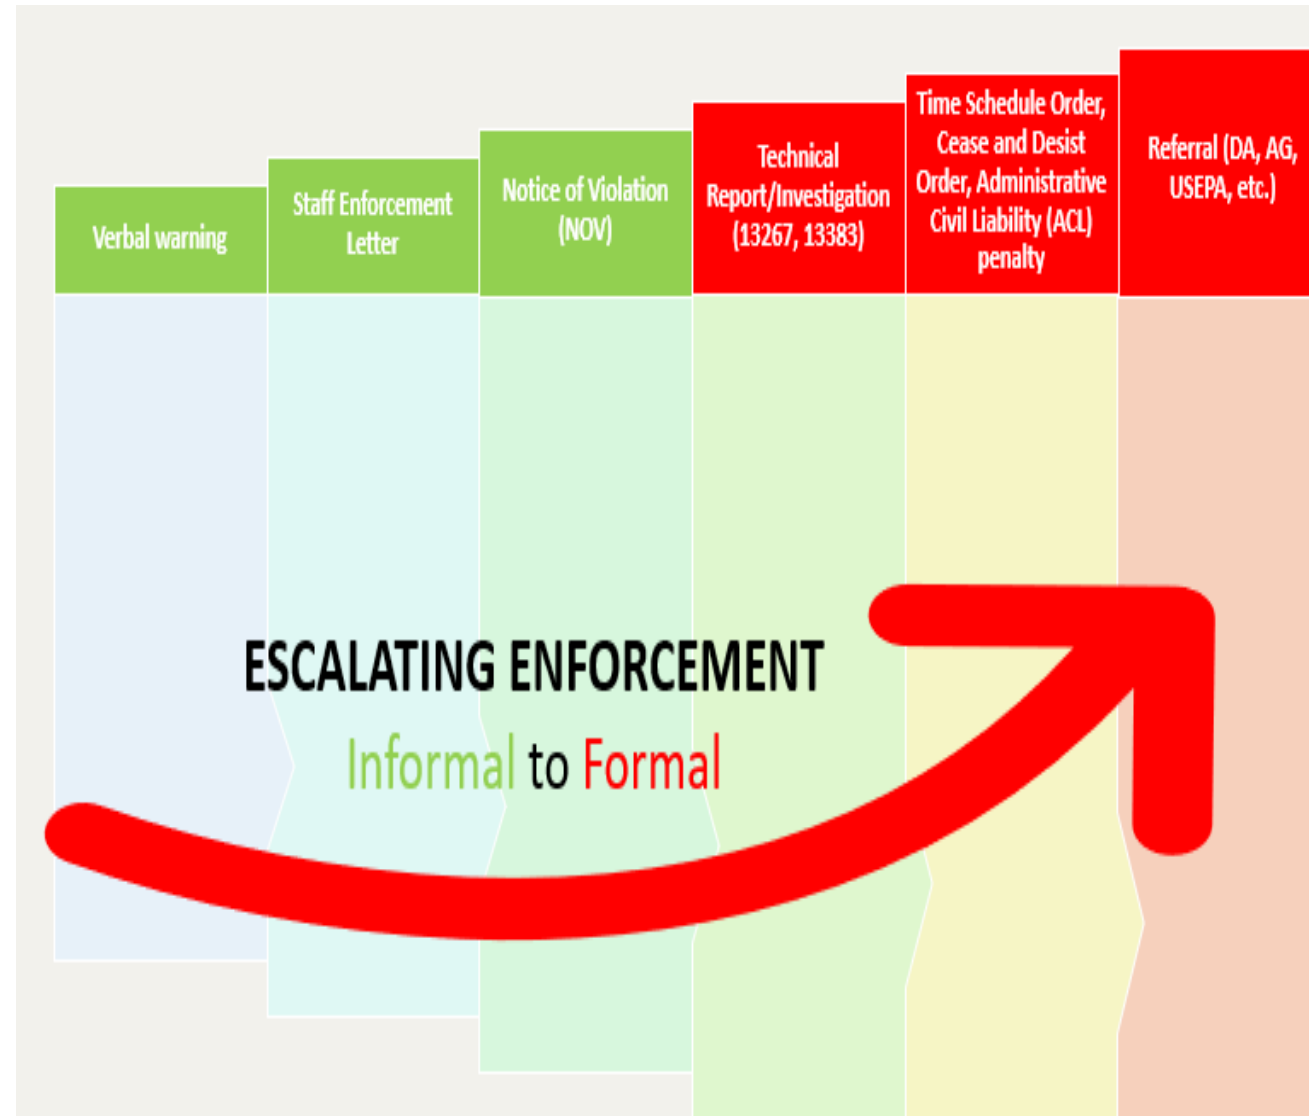 Verbal warning
Staff Enforcement
Letter
Notice of Violation
(NOV)
Technical
Report/Investigation
(13267, 13383)
Time Schedule Order,
Cease and Desist
Order, Administrative
Civil Liability (ACL)
penalty
Referral (DA, AG,
USEPA, etc.)
ESCALATING ENFORCEMENT
Informal to Formal